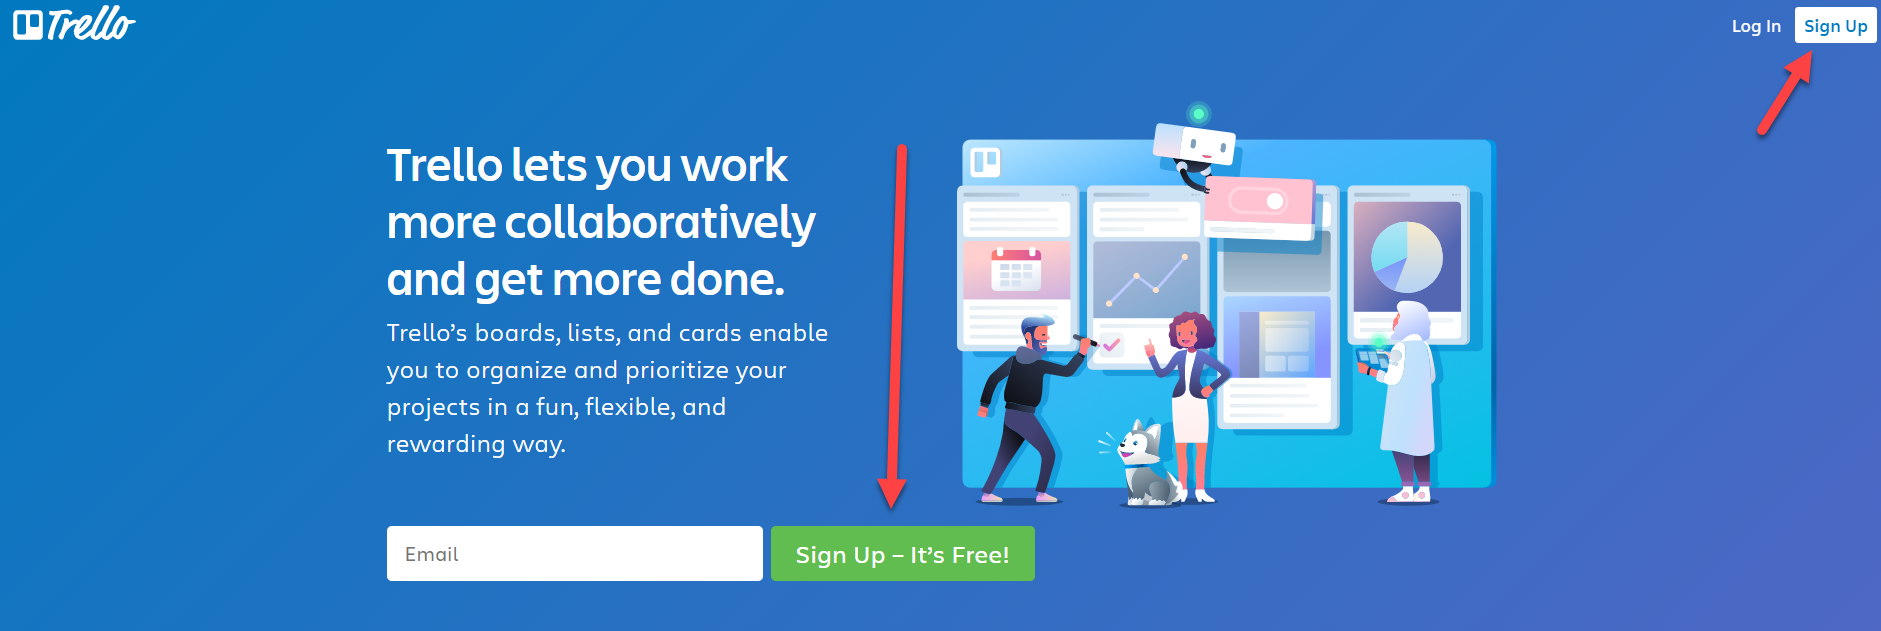 Trello
Log In
Sign Up
Trello lets you work
more collaboratively
and get more done.
Trello’s boards, lists, and cards enable
you to organize and prioritize your
projects in a fun, flexible, and
rewarding way.
Email
Sign Up – It’s Free!